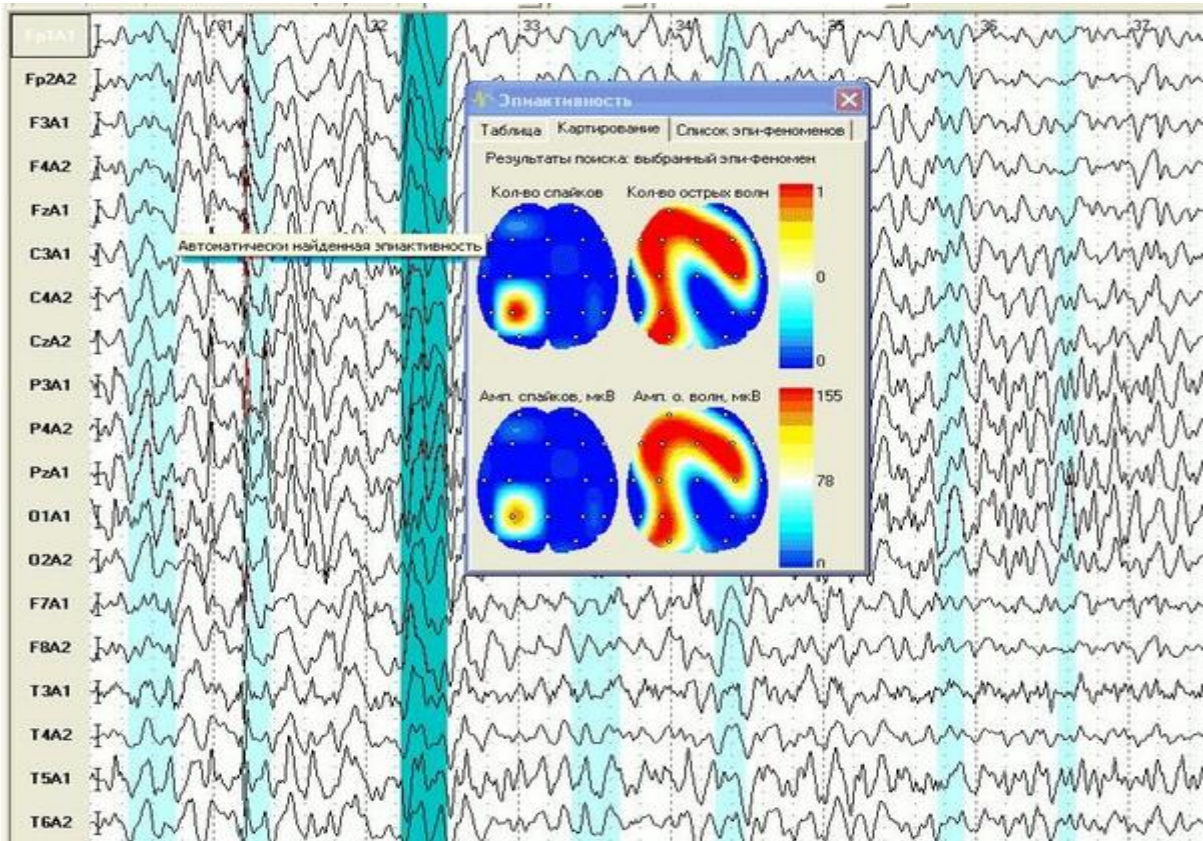 Fp1A1
31 32 33 34 35 36 37
Fp2A2
F3A1
F4A2
FzA1
C3A1
C4A2
CzA2
P3A1
P4A2
PzA1
O1A1
O2A2
F7A1
F8A2
T3A1
T4A2
T5A1
T6A2
Автоматически найденная эпиактивность
Эпиактивность
Таблица Картирование Список эпи-феноменов
Результаты поиска: выбранный эпи-феномен
Кол-во спайков Кол-во острых волн
1
0
0
Амп. спайков, мкВ Амп. о. волн, мкВ
155
78
0